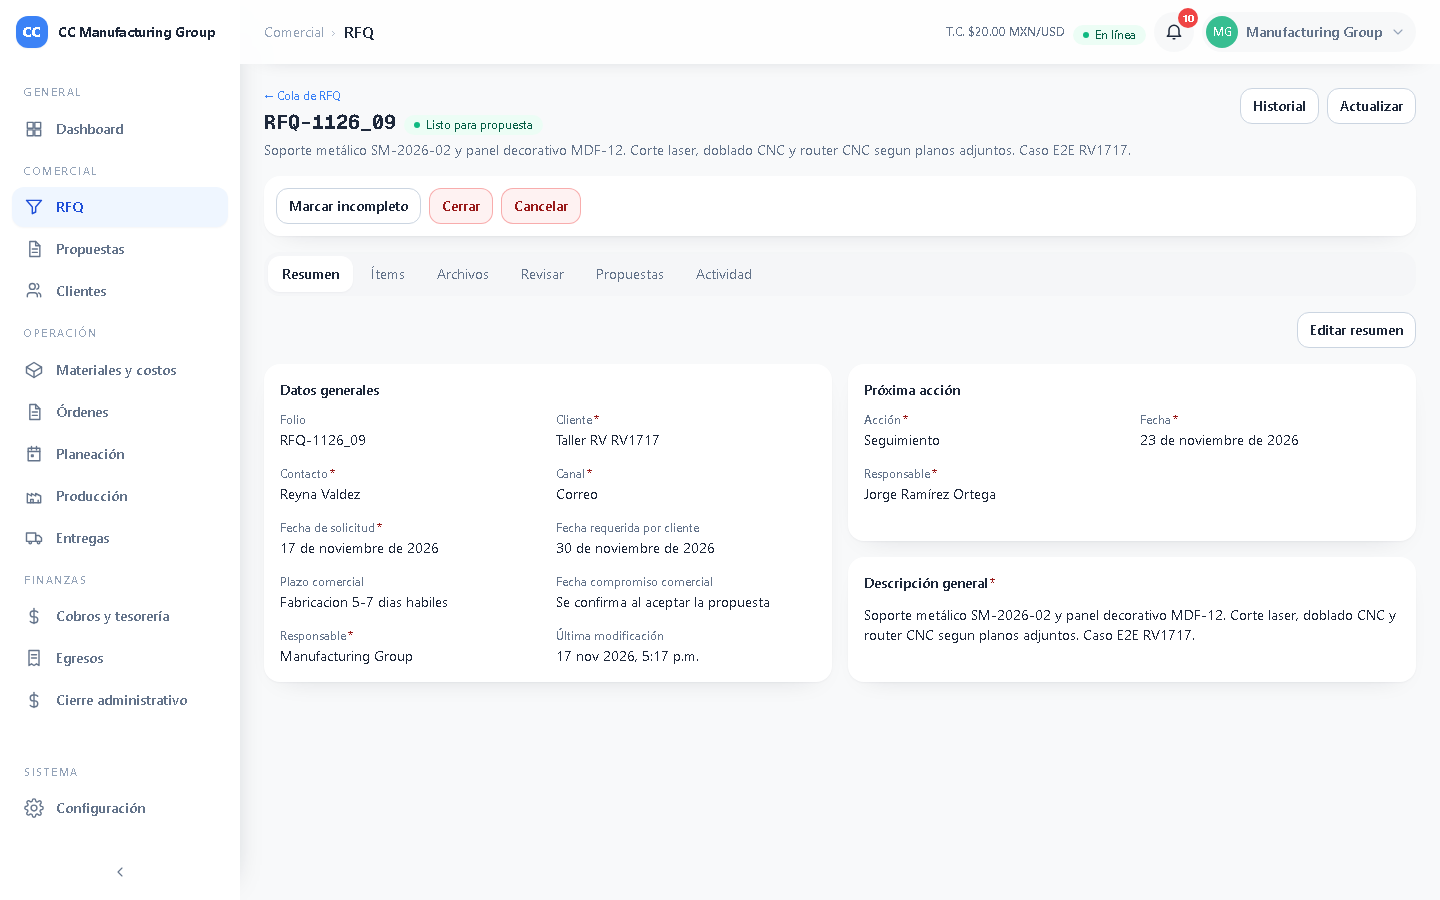 CC
CC Manufacturing Group
GENERAL
Dashboard
COMERCIAL
RFQ
Propuestas
Clientes
OPERACIÓN
Materiales y costos
Órdenes
Planeación
Producción
Entregas
FINANZAS
Cobros y tesorería
Egresos
Cierre administrativo
SISTEMA
Configuración
Comercial › RFQ
T.C. $20.00 MXN/USD
En línea
10
MG
Manufacturing Group
← Cola de RFQ
RFQ-1126_09
Listo para propuesta
Soporte metálico SM-2026-02 y panel decorativo MDF-12. Corte laser, doblado CNC y router CNC segun planos adjuntos. Caso E2E RV1717.
Historial
Actualizar
Marcar incompleto
Cerrar
Cancelar
Resumen
Ítems
Archivos
Revisar
Propuestas
Actividad
Editar resumen
Datos generales
Folio
RFQ-1126_09
Cliente*
Taller RV RV1717
Contacto*
Reyna Valdez
Canal*
Correo
Fecha de solicitud*
17 de noviembre de 2026
Fecha requerida por cliente
30 de noviembre de 2026
Plazo comercial
Fabricacion 5-7 dias habiles
Fecha compromiso comercial
Se confirma al aceptar la propuesta
Responsable*
Manufacturing Group
Última modificación
17 nov 2026, 5:17 p.m.
Próxima acción
Acción*
Seguimiento
Fecha*
23 de noviembre de 2026
Responsable*
Jorge Ramírez Ortega
Descripción general*
Soporte metálico SM-2026-02 y panel decorativo MDF-12. Corte laser, doblado CNC y
router CNC segun planos adjuntos. Caso E2E RV1717.